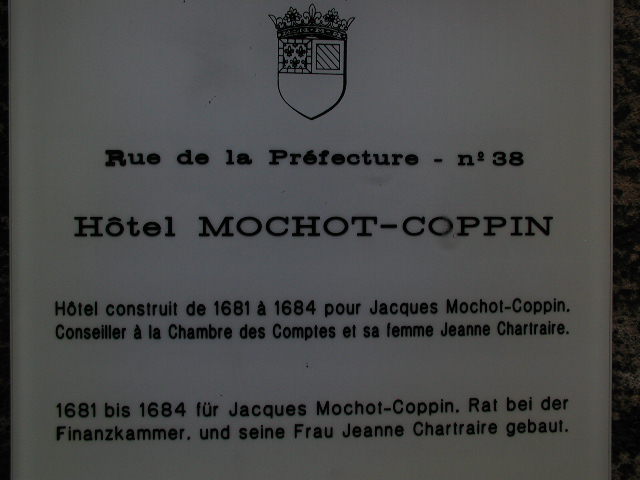 Rue de la Préfecture - nº 38
Hôtel MOCHOT-COPPIN
Hôtel construit de 1681 à 1684 pour Jacques Mochot-Coppin.
Conseiller à la Chambre des Comptes et sa femme Jeanne Chartraire.
1681 bis 1684 für Jacques Mochot-Coppin. Rat bei der
Finanzkammer. und seine Frau Jeanne Chartraire gebaut.